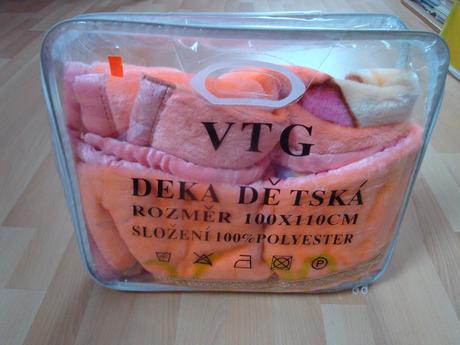 VTG
DEKA DĚTSKÁ
ROZMĚR 100X110CM
SLOŽENÍ 100% POLYESTER